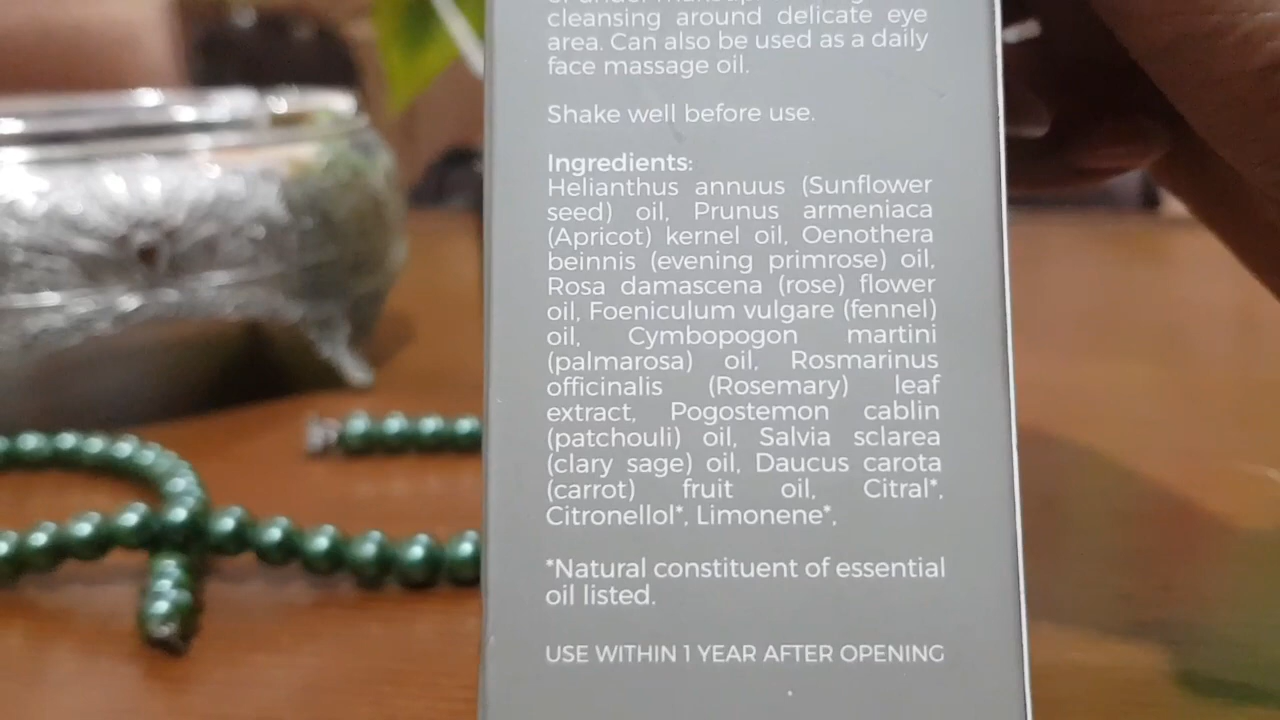 cleansing around delicate eye
area. Can also be used as a daily
face massage oil.
Shake well before use.
Ingredients:
Helianthus annuus (Sunflower
seed) oil, Prunus armeniaca
(Apricot) kernel oil, Oenothera
beinnis (evening primrose) oil,
Rosa damascena (rose) flower
oil, Foeniculum vulgare (fennel)
oil, Cymbopogon martini
(palmarosa) oil, Rosmarinus
officinalis (Rosemary) leaf
extract, Pogostemon cablin
(patchouli) oil, Salvia sclarea
(clary sage) oil, Daucus carota
(carrot) fruit oil, Citral*,
Citronellol*, Limonene*,
*Natural constituent of essential
oil listed.
USE WITHIN 1 YEAR AFTER OPENING